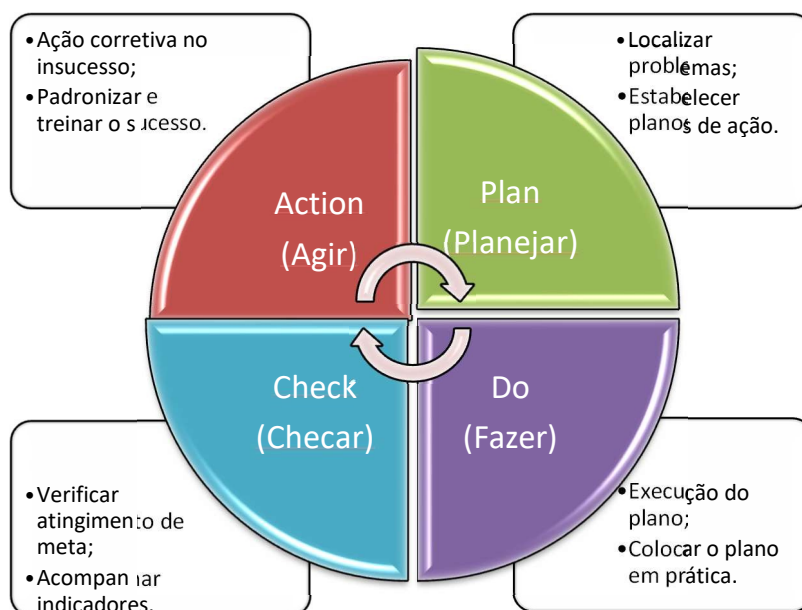 •Ação corretiva no
insucesso;
•Padronizar e
treinar o sucesso.
•Localizar
problemas;
•Estabelecer
planos de ação.
Action
(Agir)
Plan
(Planejar)
Check
(Checar)
Do
(Fazer)
•Verificar
atingimento de
meta;
•Acompanhar
indicadores.
•Execução do
plano;
•Colocar o plano
em prática.